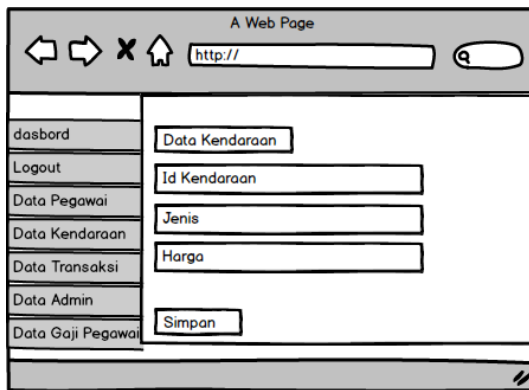 A Web Page
http://
dasbord
Logout
Data Pegawai
Data Kendaraan
Data Transaksi
Data Admin
Data Gaji Pegawai
Data Kendaraan
Id Kendaraan
Jenis
Harga
Simpan